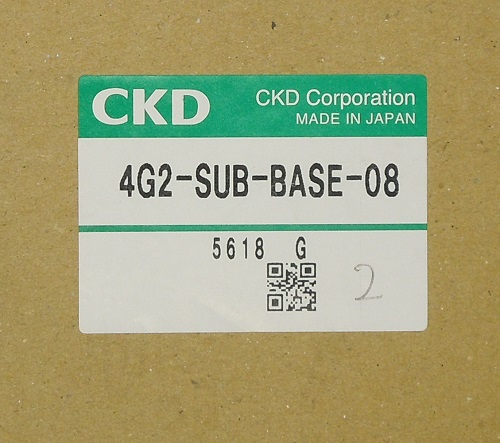 CKD
CKD Corporation
MADE IN JAPAN
4G2-SUB-BASE-08
5618 G
2